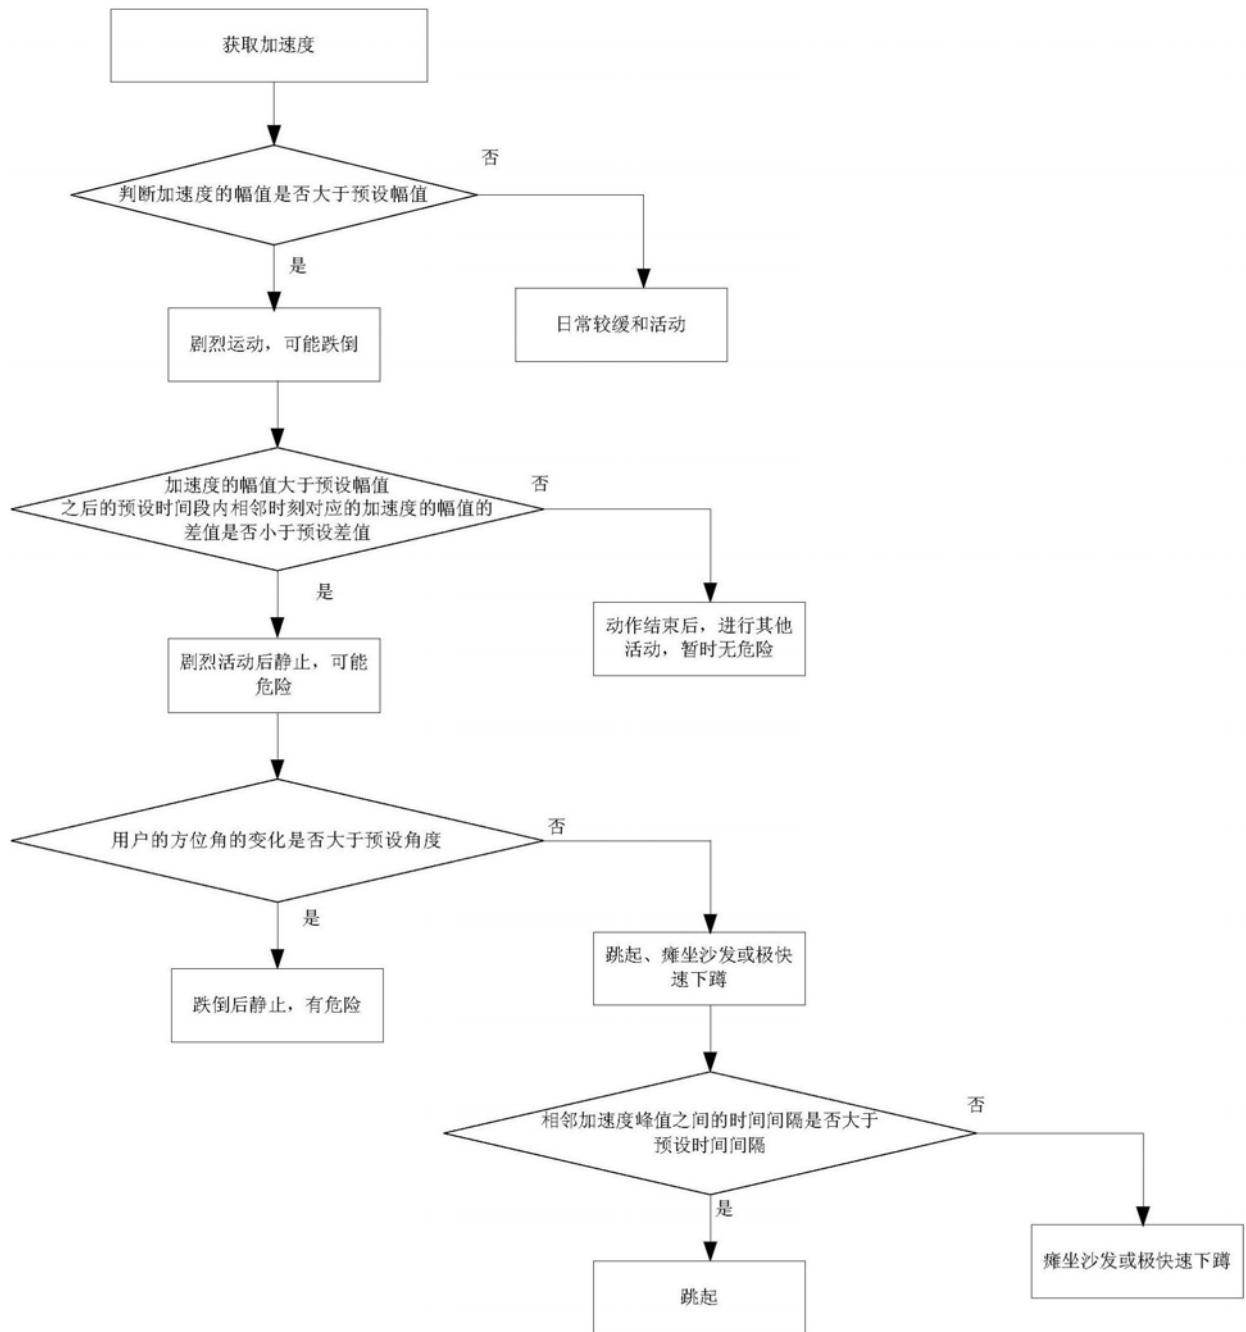 获取加速度
否
判断加速度的幅值是否大于预设幅值
是
日常较缓和活动
剧烈运动，可能跌倒
加速度的幅值大于预设幅值
之后的预设时间段内相邻时刻对应的加速度的幅值的
差值是否小于预设差值
否
是
动作结束后，进行其他
活动，暂时无危险
剧烈活动后静止，可能
危险
用户的方位角的变化是否大于预设角度
否
是
跳起、瘫坐沙发或极快
速下蹲
跌倒后静止，有危险
相邻加速度峰值之间的时间间隔是否大于
预设时间间隔
否
是
瘫坐沙发或极快速下蹲
跳起